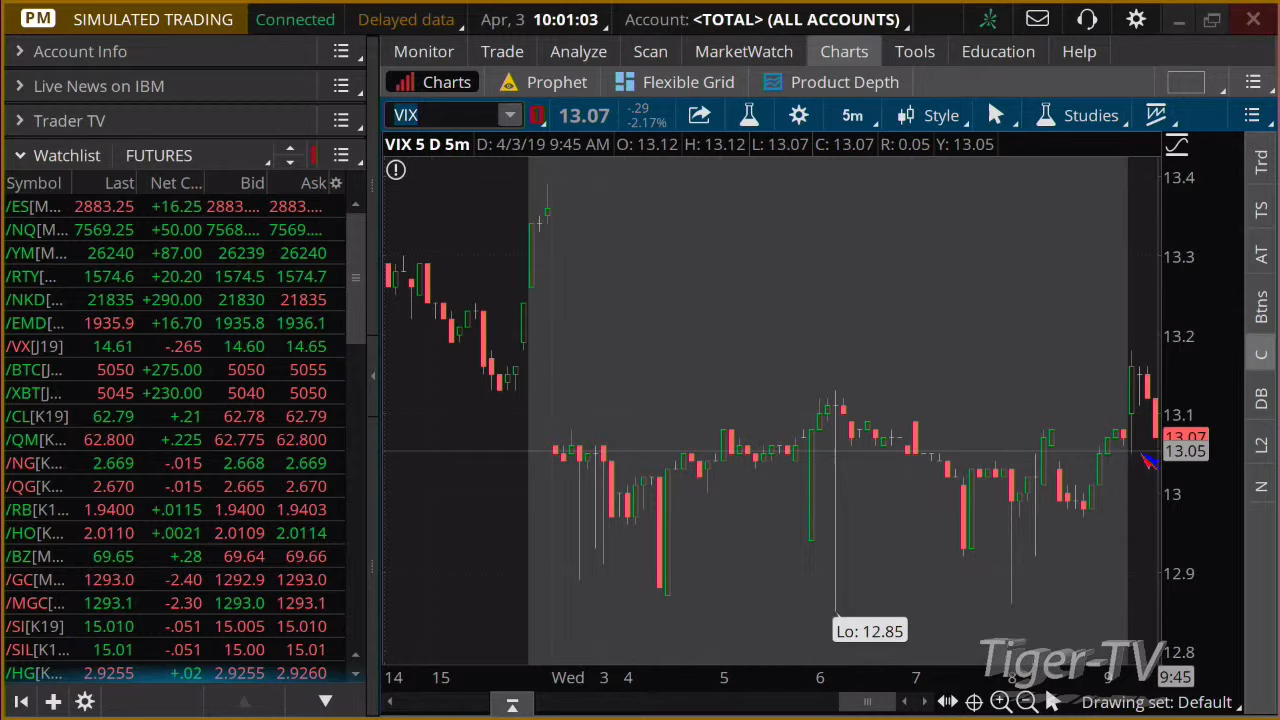 PM SIMULATED TRADING Connected Delayed data Apr, 3 10:01:03 Account: <TOTAL> (ALL ACCOUNTS)
Account Info
Live News on IBM
Trader TV
Watchlist FUTURES
Symbol Last Net C... Bid Ask
/ES[M... 2883.25 +16.25 2883.... 2883....
/NQ[M... 7569.25 +50.00 7568.... 7569....
/YM[M... 26240 +87.00 26239 26240
/RTY[... 1574.6 +20.20 1574.5 1574.7
/NKD[... 21835 +290.00 21830 21835
/EMD[... 1935.9 +16.70 1935.8 1936.1
/VX[J19] 14.61 -.265 14.60 14.65
/BTC[J... 5050 +275.00 5050 5055
/XBT[J... 5045 +230.00 5040 5050
/CL[K19] 62.79 +.21 62.78 62.79
/QM[K... 62.800 +.225 62.775 62.800
/NG[K... 2.669 -.015 2.668 2.669
/QG[K... 2.670 -.015 2.665 2.670
/RB[K1... 1.9400 +.0115 1.9400 1.9403
/HO[K... 2.0110 +.0021 2.0109 2.0114
/BZ[M... 69.65 +.28 69.64 69.66
/GC[M... 1293.0 -2.40 1292.9 1293.0
/MGC[... 1293.1 -2.30 1293.0 1293.1
/SI[K19] 15.010 -.051 15.005 15.010
/SIL[K1... 15.01 -.051 15.00 15.01
/HG[K... 2.9255 +.02 2.9255 2.9260
Monitor Trade Analyze Scan MarketWatch Charts Tools Education Help
Charts Prophet Flexible Grid Product Depth
VIX 13.07 -.29 -2.17% 5m Style Studies
VIX 5 D 5m D: 4/3/19 9:45 AM O: 13.12 H: 13.12 L: 13.07 C: 13.07 R: 0.05 Y: 13.05
13.4
13.3
13.2
13.1
13.07
13.05
13
12.9
12.8
Lo: 12.85
Tiger-TV
14 15 Wed 3 4 5 6 7 8 9 9:45
Drawing set: Default
Trd
TS
AT
Btns
C
DB
L2
N